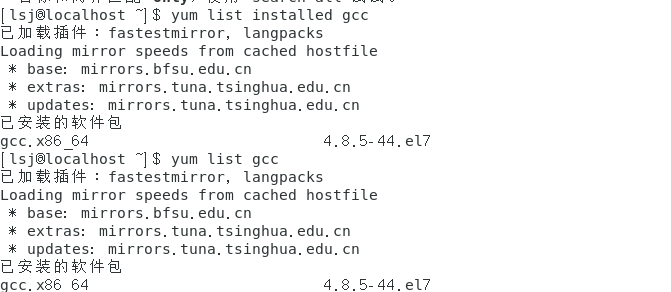 [lsj@localhost ~]$ yum list installed gcc
已加载插件：fastestmirror, langpacks
Loading mirror speeds from cached hostfile
 * base: mirrors.bfsu.edu.cn
 * extras: mirrors.tuna.tsinghua.edu.cn
 * updates: mirrors.tuna.tsinghua.edu.cn
已安装的软件包
gcc.x86_64                          4.8.5-44.el7
[lsj@localhost ~]$ yum list gcc
已加载插件：fastestmirror, langpacks
Loading mirror speeds from cached hostfile
 * base: mirrors.bfsu.edu.cn
 * extras: mirrors.tuna.tsinghua.edu.cn
 * updates: mirrors.tuna.tsinghua.edu.cn
已安装的软件包
gcc.x86_64                          4.8.5-44.el7